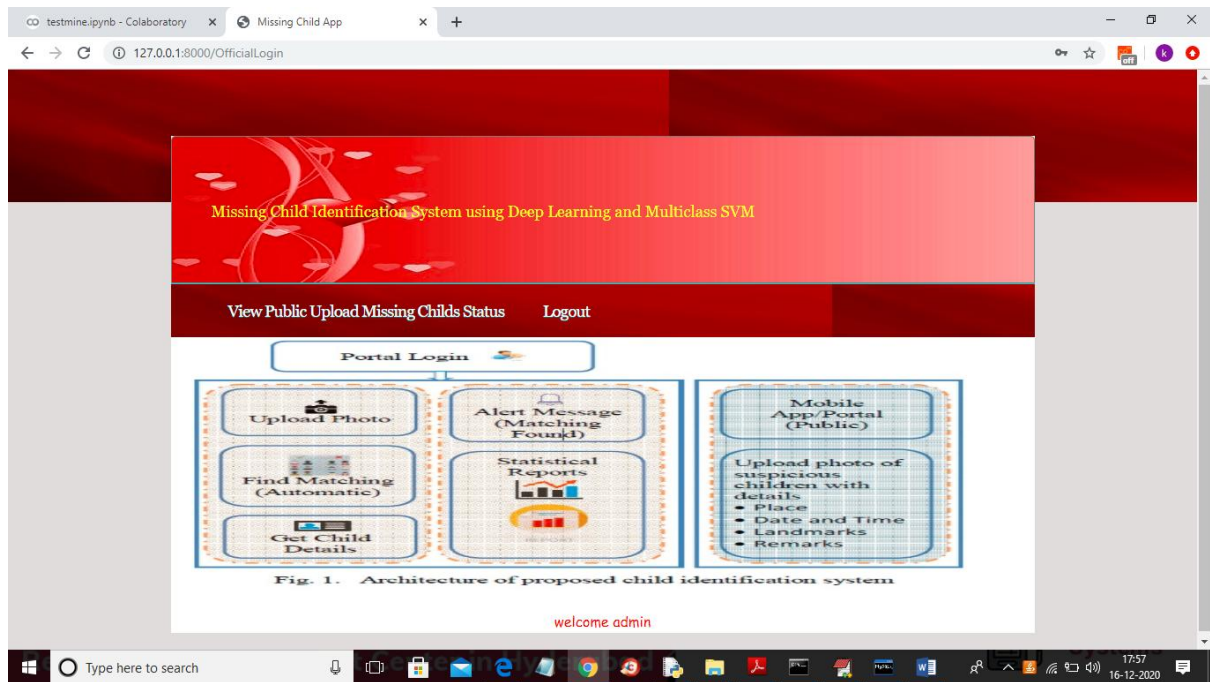 testmine.ipynb - Colaboratory
Missing Child App
127.0.0.1:8000/OfficialLogin
off
k
Missing Child Identification System using Deep Learning and Multiclass SVM
View Public Upload Missing Childs Status
Logout
Portal Login
Upload Photo
Find Matching
(Automatic)
Get Child
Details
Alert Message
(Matching
Found)
Statistical
Reports
Mobile
App/Portal
(Public)
Upload photo of
suspicious
children with
details
• Place
• Date and Time
• Landmarks
• Remarks
Fig. 1. Architecture of proposed child identification system
welcome admin
Type here to search
17:57
16-12-2020